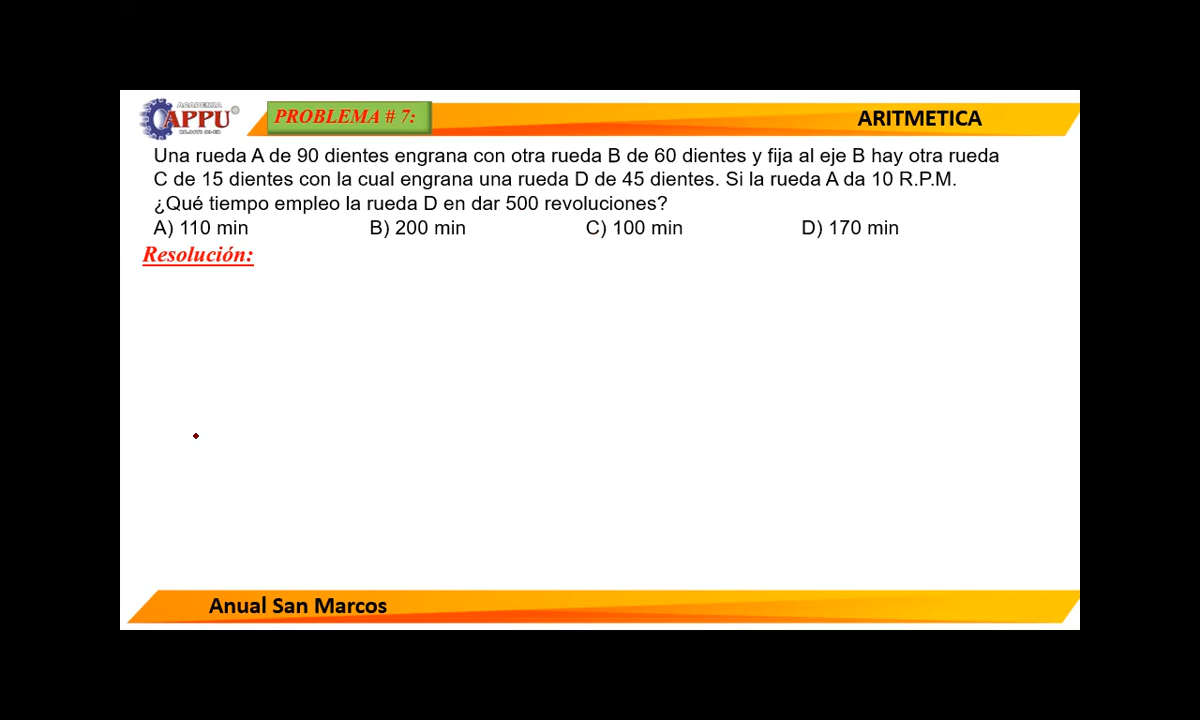 ACADEMIA
APPU
PROBLEMA # 7:
ARITMETICA
Una rueda A de 90 dientes engrana con otra rueda B de 60 dientes y fija al eje B hay otra rueda
C de 15 dientes con la cual engrana una rueda D de 45 dientes. Si la rueda A da 10 R.P.M.
¿Qué tiempo empleo la rueda D en dar 500 revoluciones?
A) 110 min B) 200 min C) 100 min D) 170 min
Resolución:
Anual San Marcos